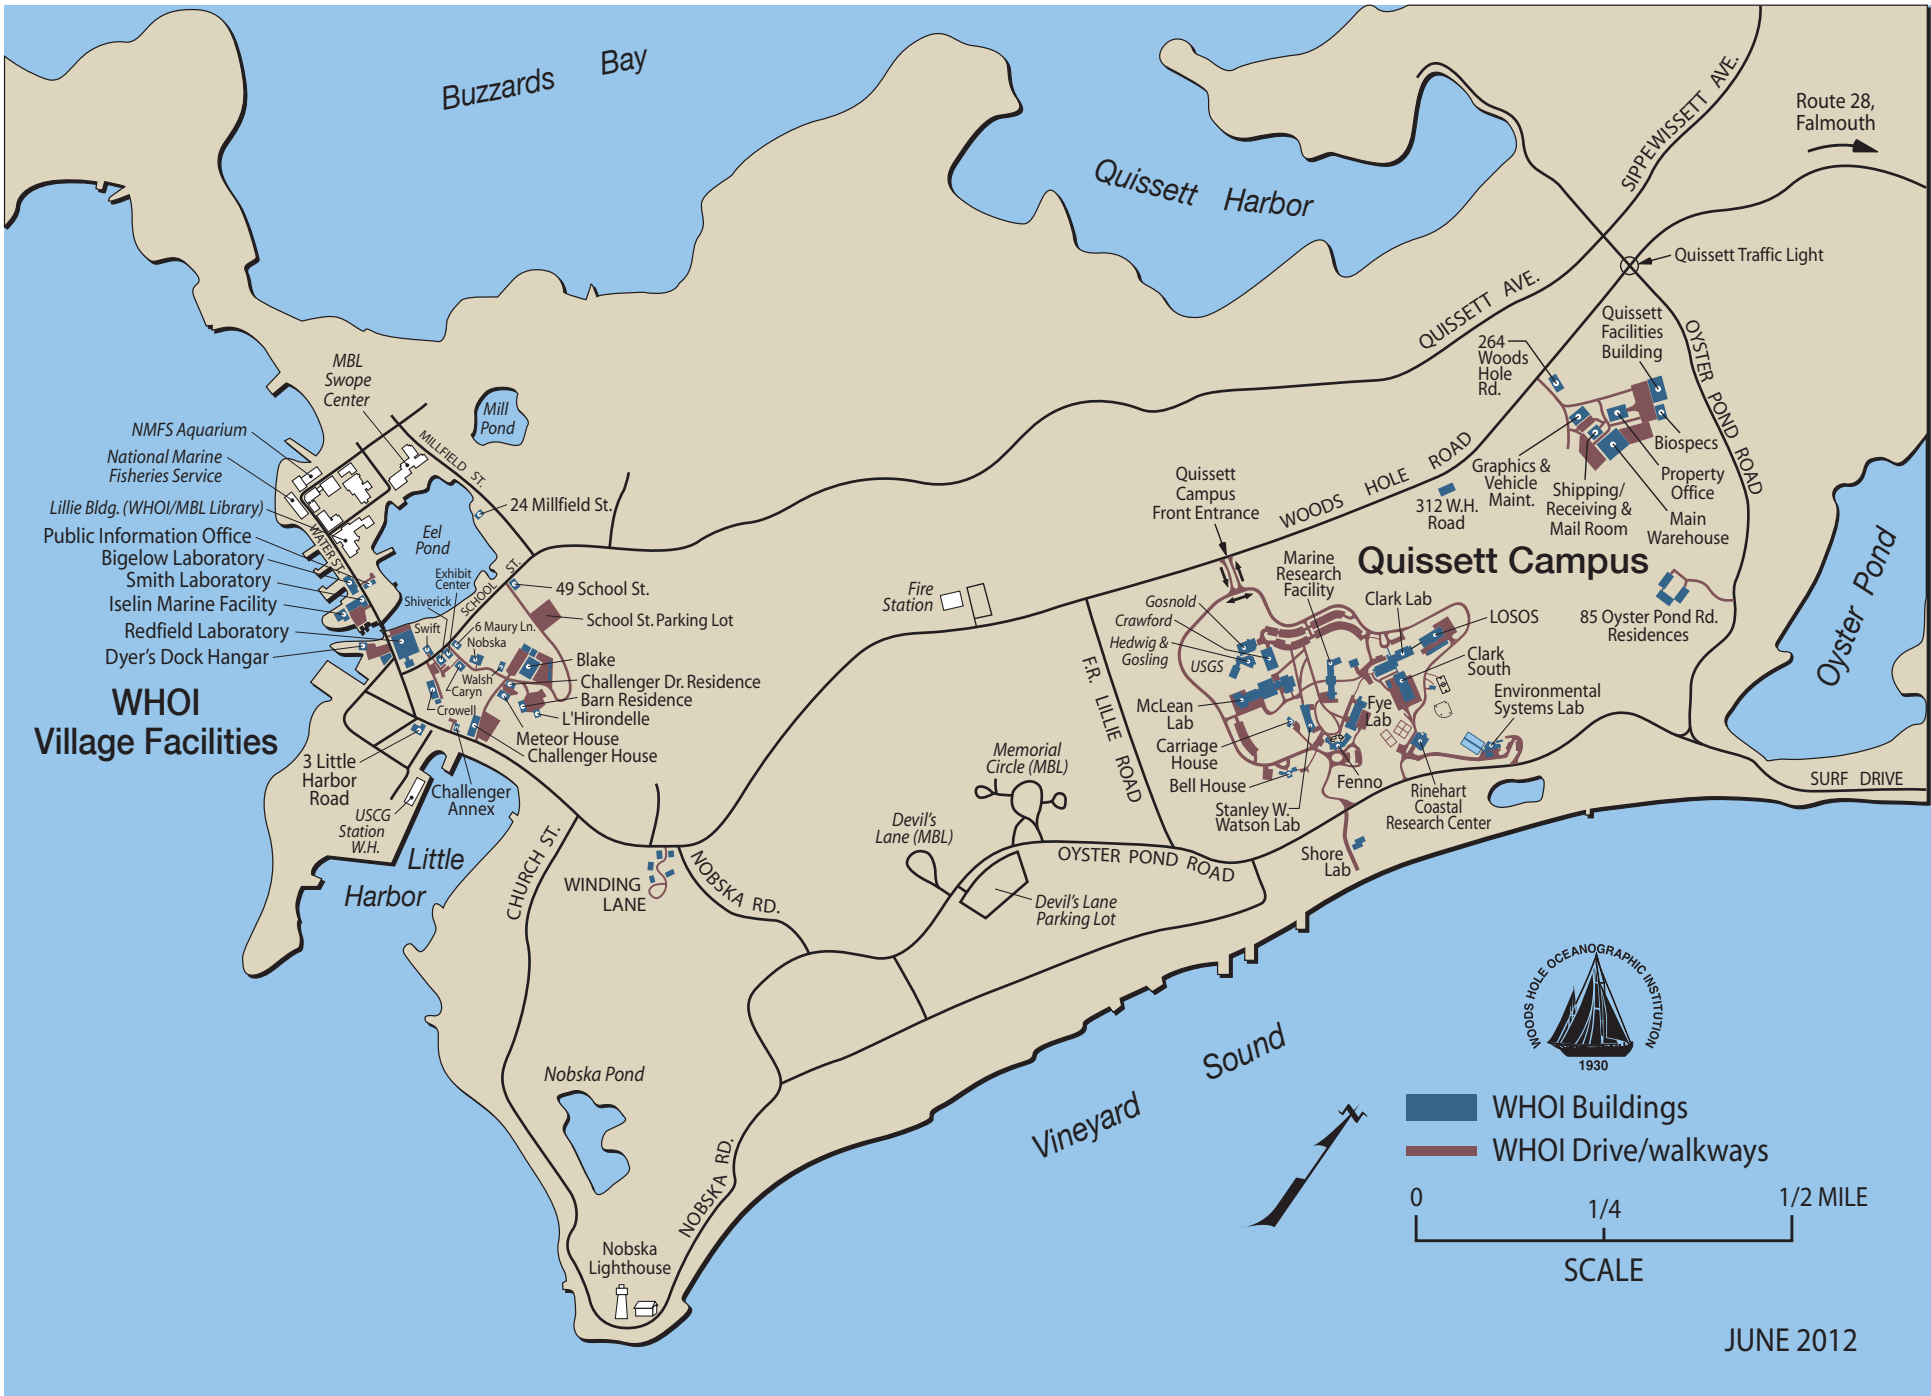 Buzzards Bay
Quissett Harbor
SIPPEWISSETT AVE.
Route 28,
Falmouth
Quissett Traffic Light
QUISSETT AVE.
Quissett
Facilities
Building
264
Woods
Hole
Rd.
OYSTER POND ROAD
Biospecs
Property
Office
Main
Warehouse
Shipping/
Receiving &
Mail Room
Graphics &
Vehicle
Maint.
312 W.H.
Road
WOODS HOLE ROAD
Quissett
Campus
Front Entrance
Quissett Campus
85 Oyster Pond Rd.
Residences
Oyster Pond
MBL
Swope
Center
Mill
Pond
MILLFIELD ST.
NMFS Aquarium
National Marine
Fisheries Service
Lillie Bldg. (WHOI/MBL Library)
Public Information Office
Bigelow Laboratory
Smith Laboratory
Iselin Marine Facility
Redfield Laboratory
Dyer's Dock Hangar
WATER ST.
Eel
Pond
24 Millfield St.
SCHOOL ST.
Exhibit
Center
Shiverick
Swift
6 Maury Ln.
Nobska
Walsh
Caryn
Crowell
49 School St.
School St. Parking Lot
Blake
Challenger Dr. Residence
Barn Residence
L'Hirondelle
Meteor House
Challenger House
WHOI
Village Facilities
3 Little
Harbor
Road
Challenger
Annex
USCG
Station
W.H.
Little
Harbor
Fire
Station
F.R. LILLIE ROAD
Marine
Research
Facility
Gosnold
Crawford
Hedwig &
Gosling
USGS
Clark Lab
LOSOS
Clark
South
Environmental
Systems Lab
McLean
Lab
Fye
Lab
Carriage
House
Bell House
Stanley W.
Watson Lab
Fenno
Rinehart
Coastal
Research Center
Shore
Lab
SURF DRIVE
Memorial
Circle (MBL)
Devil's
Lane (MBL)
OYSTER POND ROAD
Devil's Lane
Parking Lot
CHURCH ST.
WINDING
LANE
NOBSKA RD.
Nobska Pond
NOBSKA RD.
Nobska
Lighthouse
Vineyard Sound
WOODS HOLE OCEANOGRAPHIC INSTITUTION
1930
WHOI Buildings
WHOI Drive/walkways
0 1/4 1/2 MILE
SCALE
JUNE 2012